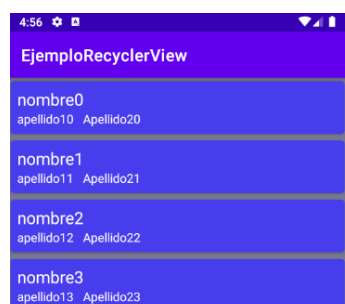 4:56
EjemploRecyclerView
nombre0
apellido10 Apellido20
nombre1
apellido11 Apellido21
nombre2
apellido12 Apellido22
nombre3
apellido13 Apellido23